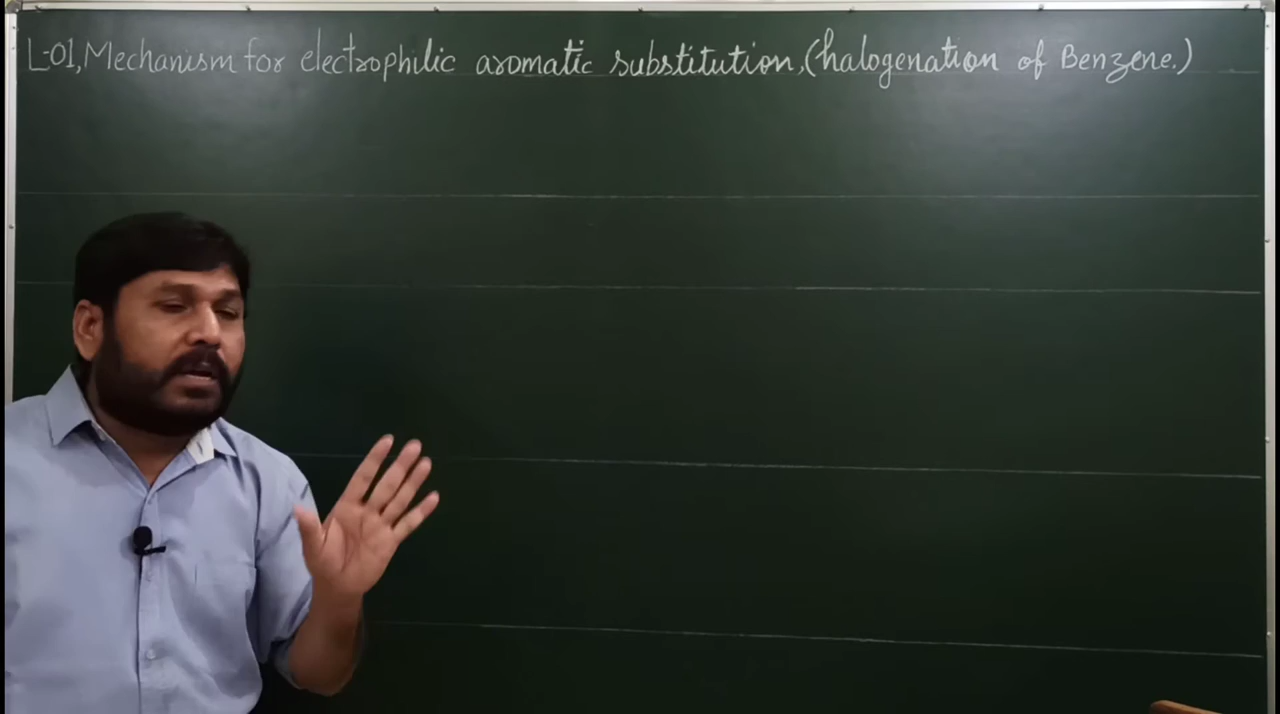 L-01, Mechanism for electrophilic aromatic substitution, (halogenation of Benzene.)